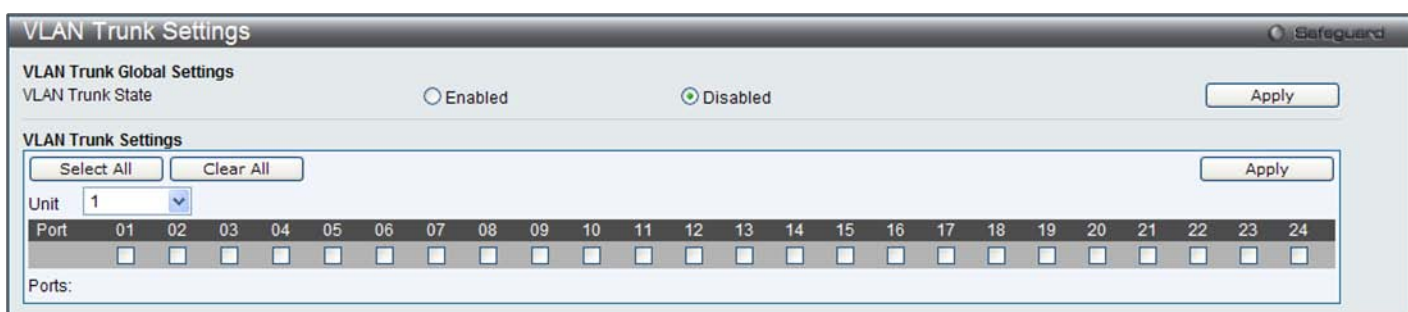 VLAN Trunk Settings Safeguard
VLAN Trunk Global Settings
VLAN Trunk State Enabled Disabled Apply
VLAN Trunk Settings
Select All Clear All Apply
Unit 1
Port 01 02 03 04 05 06 07 08 09 10 11 12 13 14 15 16 17 18 19 20 21 22 23 24
Ports: